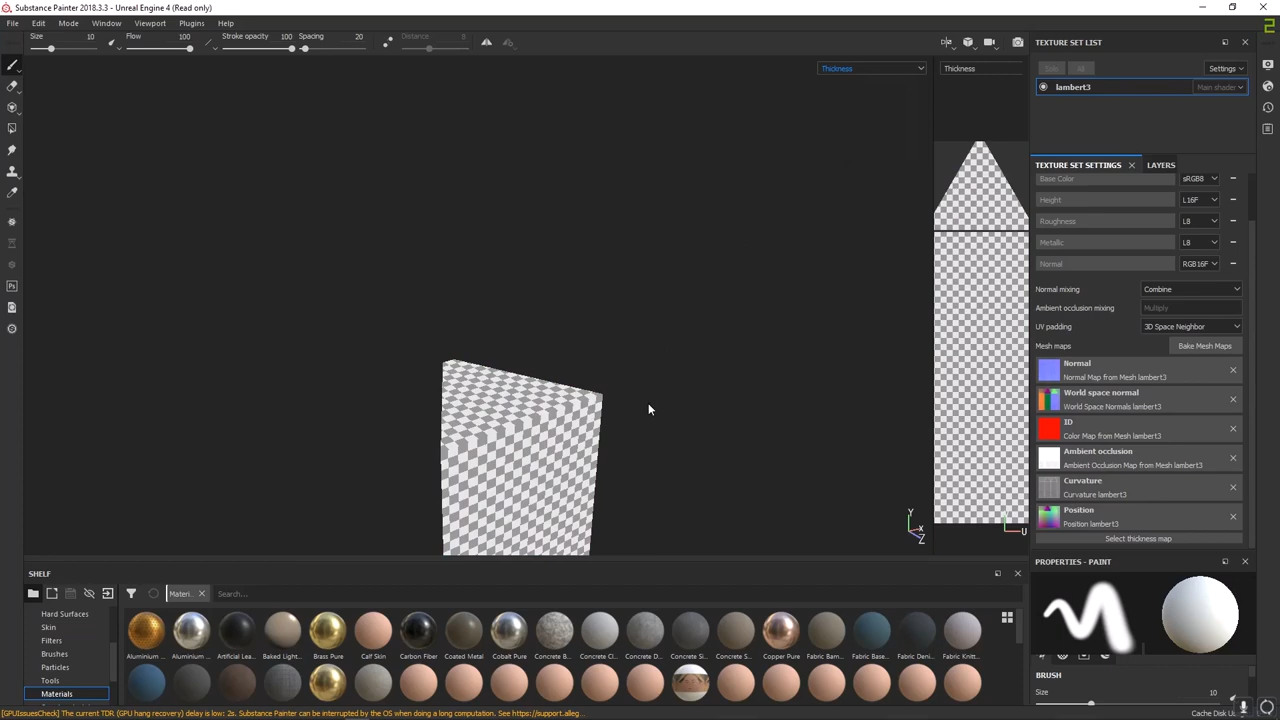 Substance Painter 2018.3.3 - Unreal Engine 4 (Read only)
File Edit Mode Window Viewport Plugins Help
Size 10 Flow 100 Stroke opacity 100 Spacing 20 Distance 8
Thickness
Thickness
TEXTURE SET LIST
Solo All Settings
lambert3 Main shader
TEXTURE SET SETTINGS LAYERS
Base Color sRGB8
Height L16F
Roughness L8
Metallic L8
Normal RGB16F
Normal mixing Combine
Ambient occlusion mixing Multiply
UV padding 3D Space Neighbor
Mesh maps Bake Mesh Maps
Normal
Normal Map from Mesh lambert3
World space normal
World Space Normals lambert3
ID
Color Map from Mesh lambert3
Ambient occlusion
Ambient Occlusion Map from Mesh lambert3
Curvature
Curvature lambert3
Position
Position lambert3
Select thickness map
Y
X
Z
U
PROPERTIES - PAINT
BRUSH
Size 10
SHELF
Materi... Search...
Hard Surfaces
Skin
Filters
Brushes
Particles
Tools
Materials
Aluminium ... Aluminium ... Artificial Lea... Baked Light... Brass Pure Calf Skin Carbon Fiber Coated Metal Cobalt Pure Concrete B... Concrete Cl... Concrete D... Concrete Si... Concrete S... Copper Pure Fabric Bam... Fabric Base... Fabric Deni... Fabric Knitt...
[GPUIssuesCheck] The current TDR (GPU hang recovery) delay is low: 2s. Substance Painter can be interrupted by the OS when doing a long computation. See https://support.alleg...
Cache Disk Us